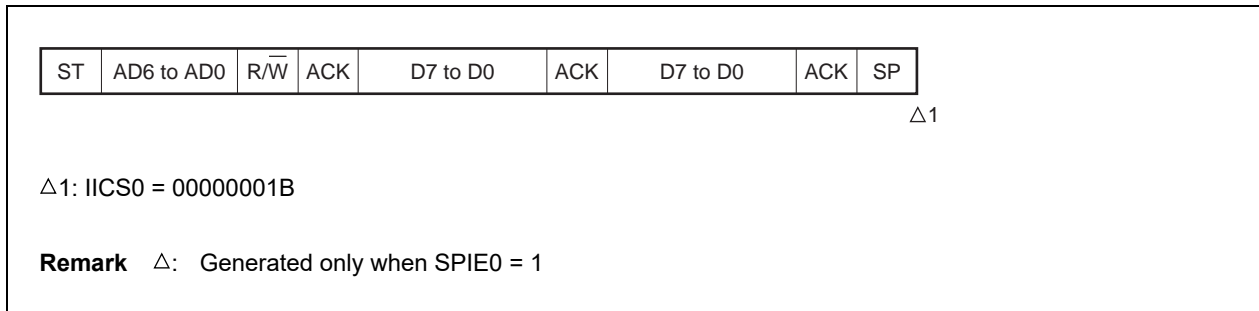 ST AD6 to AD0 R/W̅ ACK D7 to D0 ACK D7 to D0 ACK SP
△1
△1: IICS0 = 00000001B
Remark △: Generated only when SPIE0 = 1